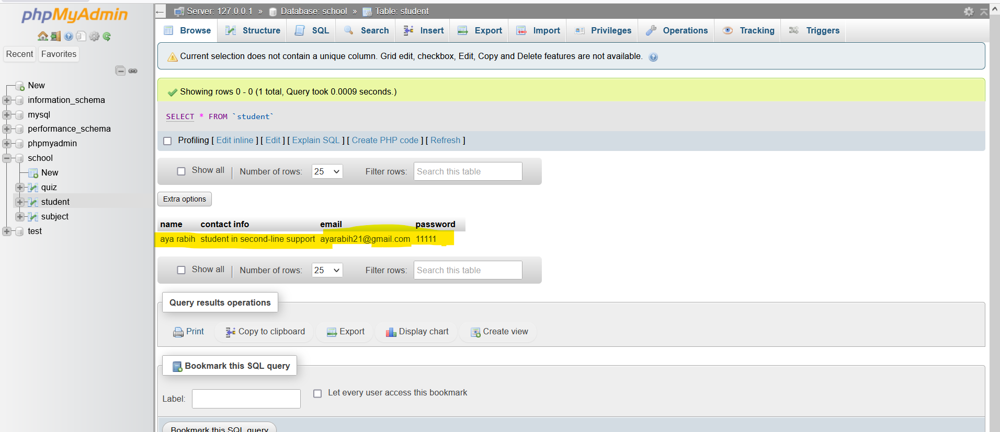 phpMyAdmin
Recent Favorites
New
information_schema
mysql
performance_schema
phpmyadmin
school
New
quiz
student
subject
test
Server: 127.0.0.1 » Database: school » Table: student
Browse Structure SQL Search Insert Export Import Privileges Operations Tracking Triggers
Current selection does not contain a unique column. Grid edit, checkbox, Edit, Copy and Delete features are not available.
Showing rows 0 - 0 (1 total, Query took 0.0009 seconds.)
SELECT * FROM `student`
Profiling [ Edit inline ] [ Edit ] [ Explain SQL ] [ Create PHP code ] [ Refresh ]
Show all | Number of rows: 25 Filter rows: Search this table
Extra options
name contact info email password
aya rabih student in second-line support ayarabih21@gmail.com 11111
Show all | Number of rows: 25 Filter rows: Search this table
Query results operations
Print Copy to clipboard Export Display chart Create view
Bookmark this SQL query
Label: Let every user access this bookmark
Bookmark this SQL query